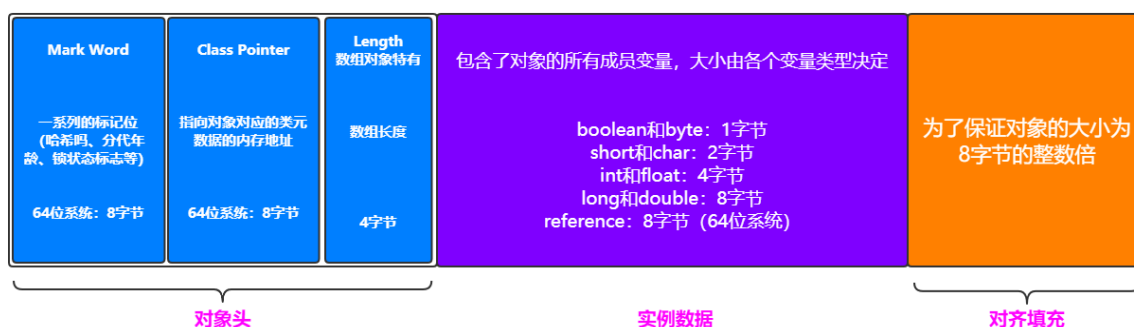 Mark Word
一系列的标记位
(哈希吗、分代年
龄、锁状态标志等)
64位系统：8字节
Class Pointer
指向对象对应的类元
数据的内存地址
64位系统：8字节
Length
数组对象特有
数组长度
4字节
包含了对象的所有成员变量，大小由各个变量类型决定
boolean和byte：1字节
short和char：2字节
int和float：4字节
long和double：8字节
reference：8字节（64位系统）
为了保证对象的大小为
8字节的整数倍
对象头
实例数据
对齐填充